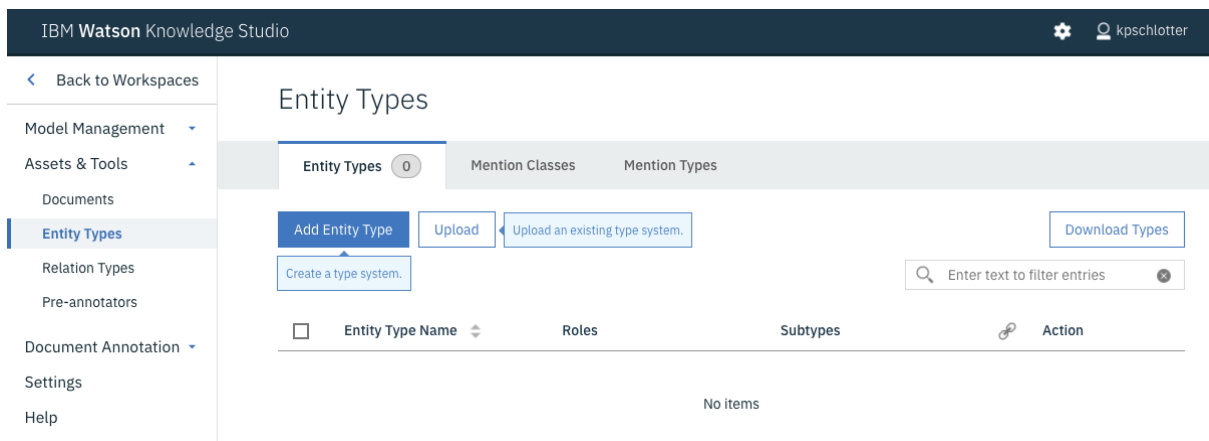 IBM Watson Knowledge Studio
kpschlotter
Back to Workspaces
Model Management
Assets & Tools
Documents
Entity Types
Relation Types
Pre-annotators
Document Annotation
Settings
Help
Entity Types
Entity Types 0 Mention Classes Mention Types
Add Entity Type Upload Upload an existing type system. Download Types
Create a type system. Enter text to filter entries
Entity Type Name Roles Subtypes Action
No items